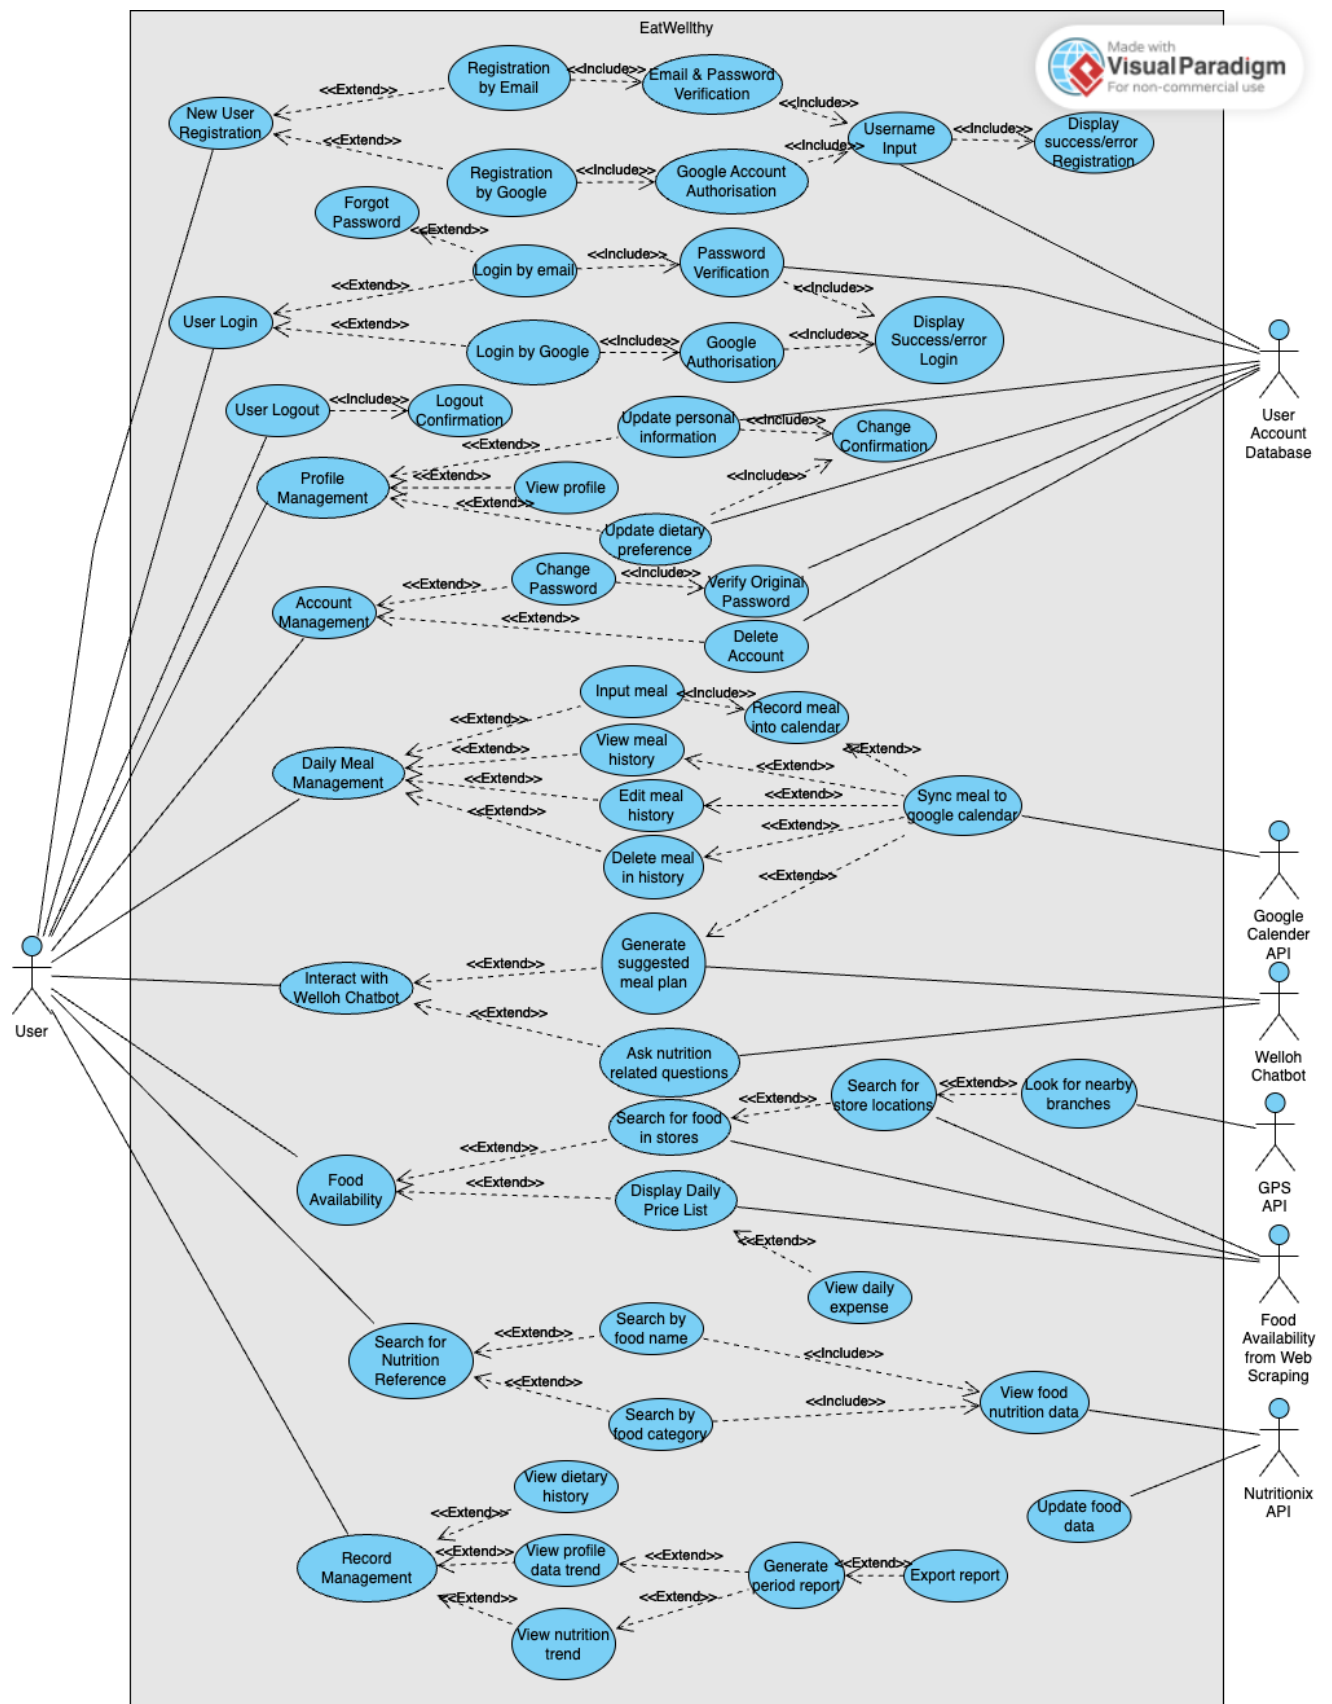 EatWellthy
Made with
Visual Paradigm
For non-commercial use
Registration
by Email
<<Include>>
Email & Password
Verification
<<Extend>>
<<Include>>
New User
Registration
Username
Input
<<Include>>
Display
success/error
Registration
<<Extend>>
<<Include>>
Registration
by Google
<<Include>>
Google Account
Authorisation
Forgot
Password
<<Extend>>
Login by email
<<Include>>
Password
Verification
<<Extend>>
<<Include>>
User Login
<<Extend>>
Login by Google
<<Include>>
Google
Authorisation
<<Include>>
Display
Success/error
Login
User Logout
<<Include>>
Logout
Confirmation
Update personal
information
<<Include>>
Change
Confirmation
User
Account
Database
<<Extend>>
Profile
Management
<<Extend>>
View profile
<<Include>>
<<Extend>>
Update dietary
preference
Change
Password
<<Include>>
Verify Original
Password
<<Extend>>
Account
Management
<<Extend>>
Delete
Account
Input meal
<<Include>>
Record meal
into calendar
<<Extend>>
View meal
history
<<Extend>>
<<Extend>>
Daily Meal
Management
<<Extend>>
<<Extend>>
Edit meal
history
<<Extend>>
Sync meal to
google calendar
<<Extend>>
<<Extend>>
Delete meal
in history
<<Extend>>
Google
Calender
API
Generate
suggested
meal plan
<<Extend>>
Interact with
Welloh Chatbot
<<Extend>>
User
Ask nutrition
related questions
Welloh
Chatbot
Search for food
in stores
<<Extend>>
Search for
store locations
<<Extend>>
Look for nearby
branches
<<Extend>>
Food
Availability
<<Extend>>
Display Daily
Price List
GPS
API
<<Extend>>
View daily
expense
Food
Availability
from Web
Scraping
Search by
food name
<<Extend>>
<<Include>>
Search for
Nutrition
Reference
<<Extend>>
Search by
food category
<<Include>>
View food
nutrition data
Nutritionix
API
Update food
data
View dietary
history
<<Extend>>
Record
Management
<<Extend>>
View profile
data trend
<<Extend>>
Generate
period report
<<Extend>>
Export report
<<Extend>>
<<Extend>>
View nutrition
trend